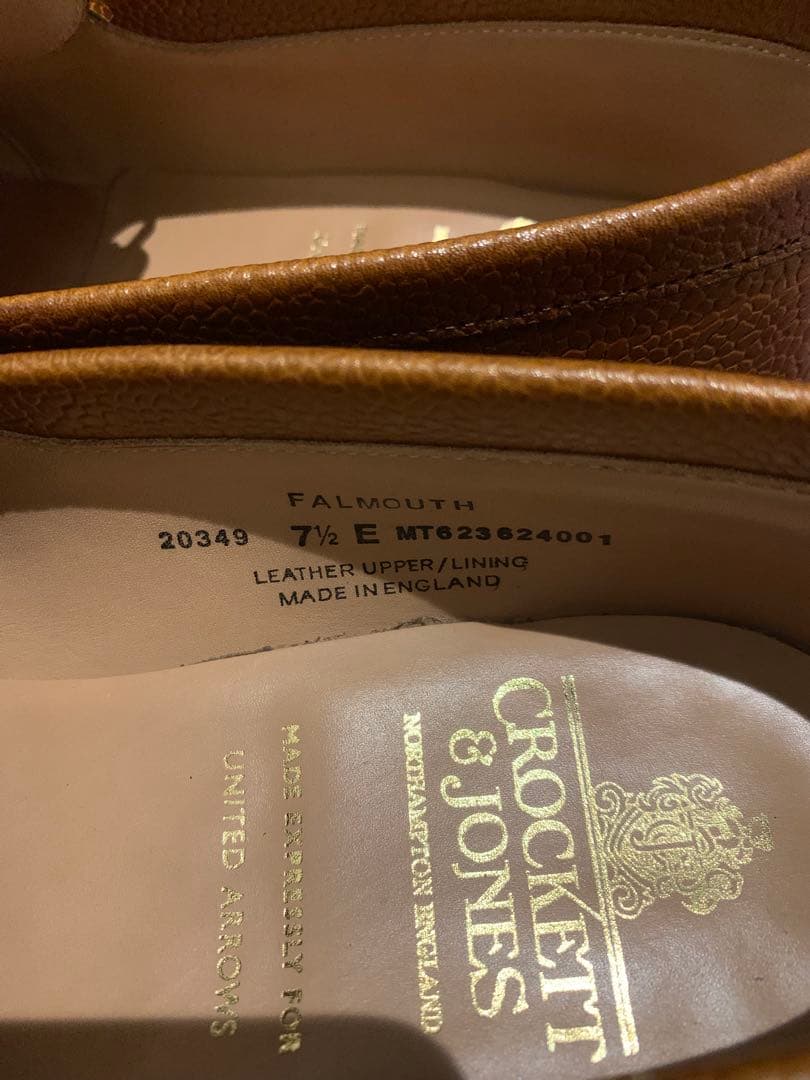 FALMOUTH
20349 7½ E MT623624001
LEATHER UPPER/LINING
MADE IN ENGLAND
CROCKETT
& JONES
NORTHAMPTON ENGLAND
MADE EXPRESSLY FOR
UNITED ARROWS